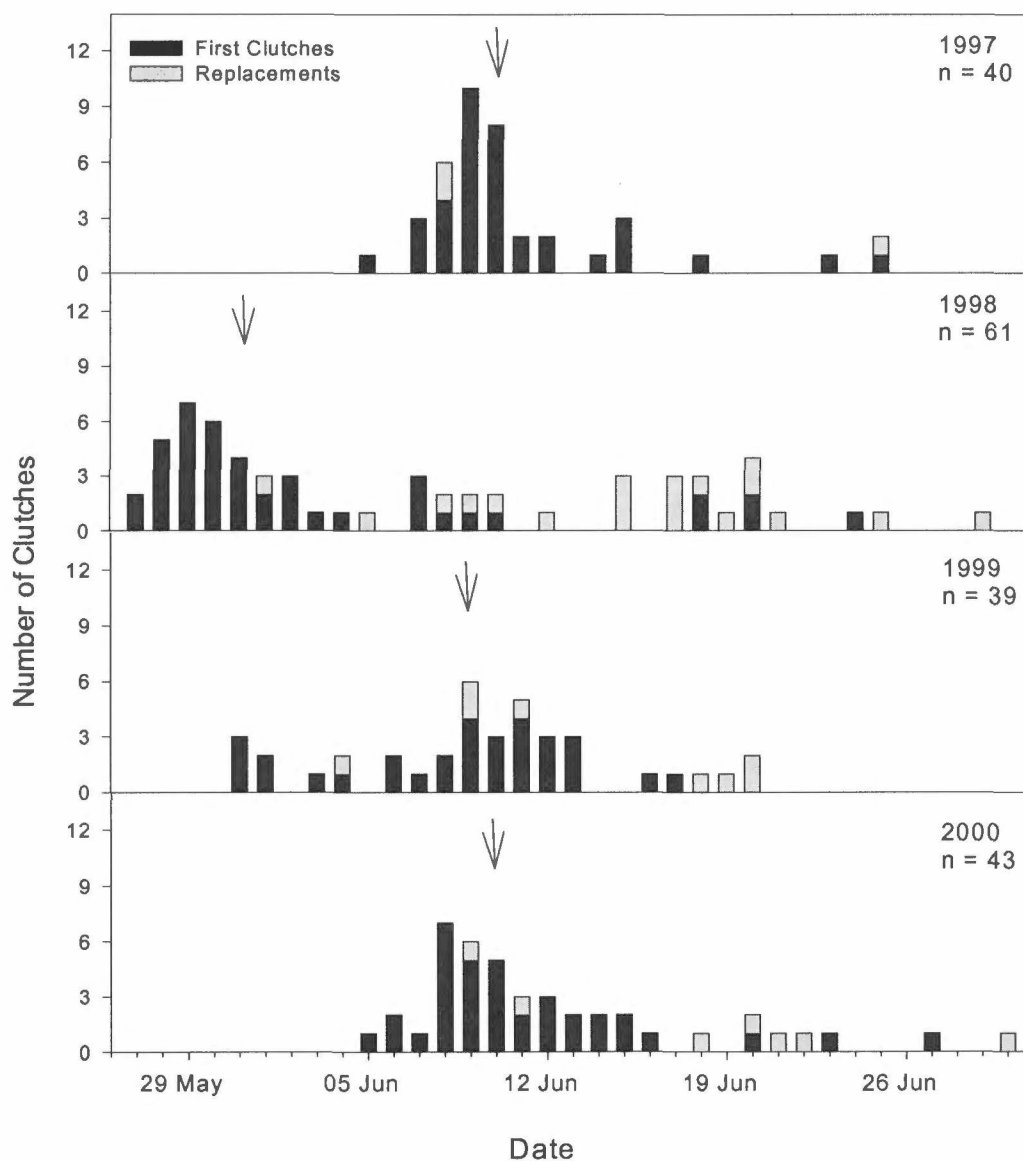 First Clutches
Replacements
1997
n = 40
12
9
6
3
0
1998
n = 61
12
9
6
3
0
1999
n = 39
12
9
6
3
0
2000
n = 43
12
9
6
3
0
Number of Clutches
29 May
05 Jun
12 Jun
19 Jun
26 Jun
Date